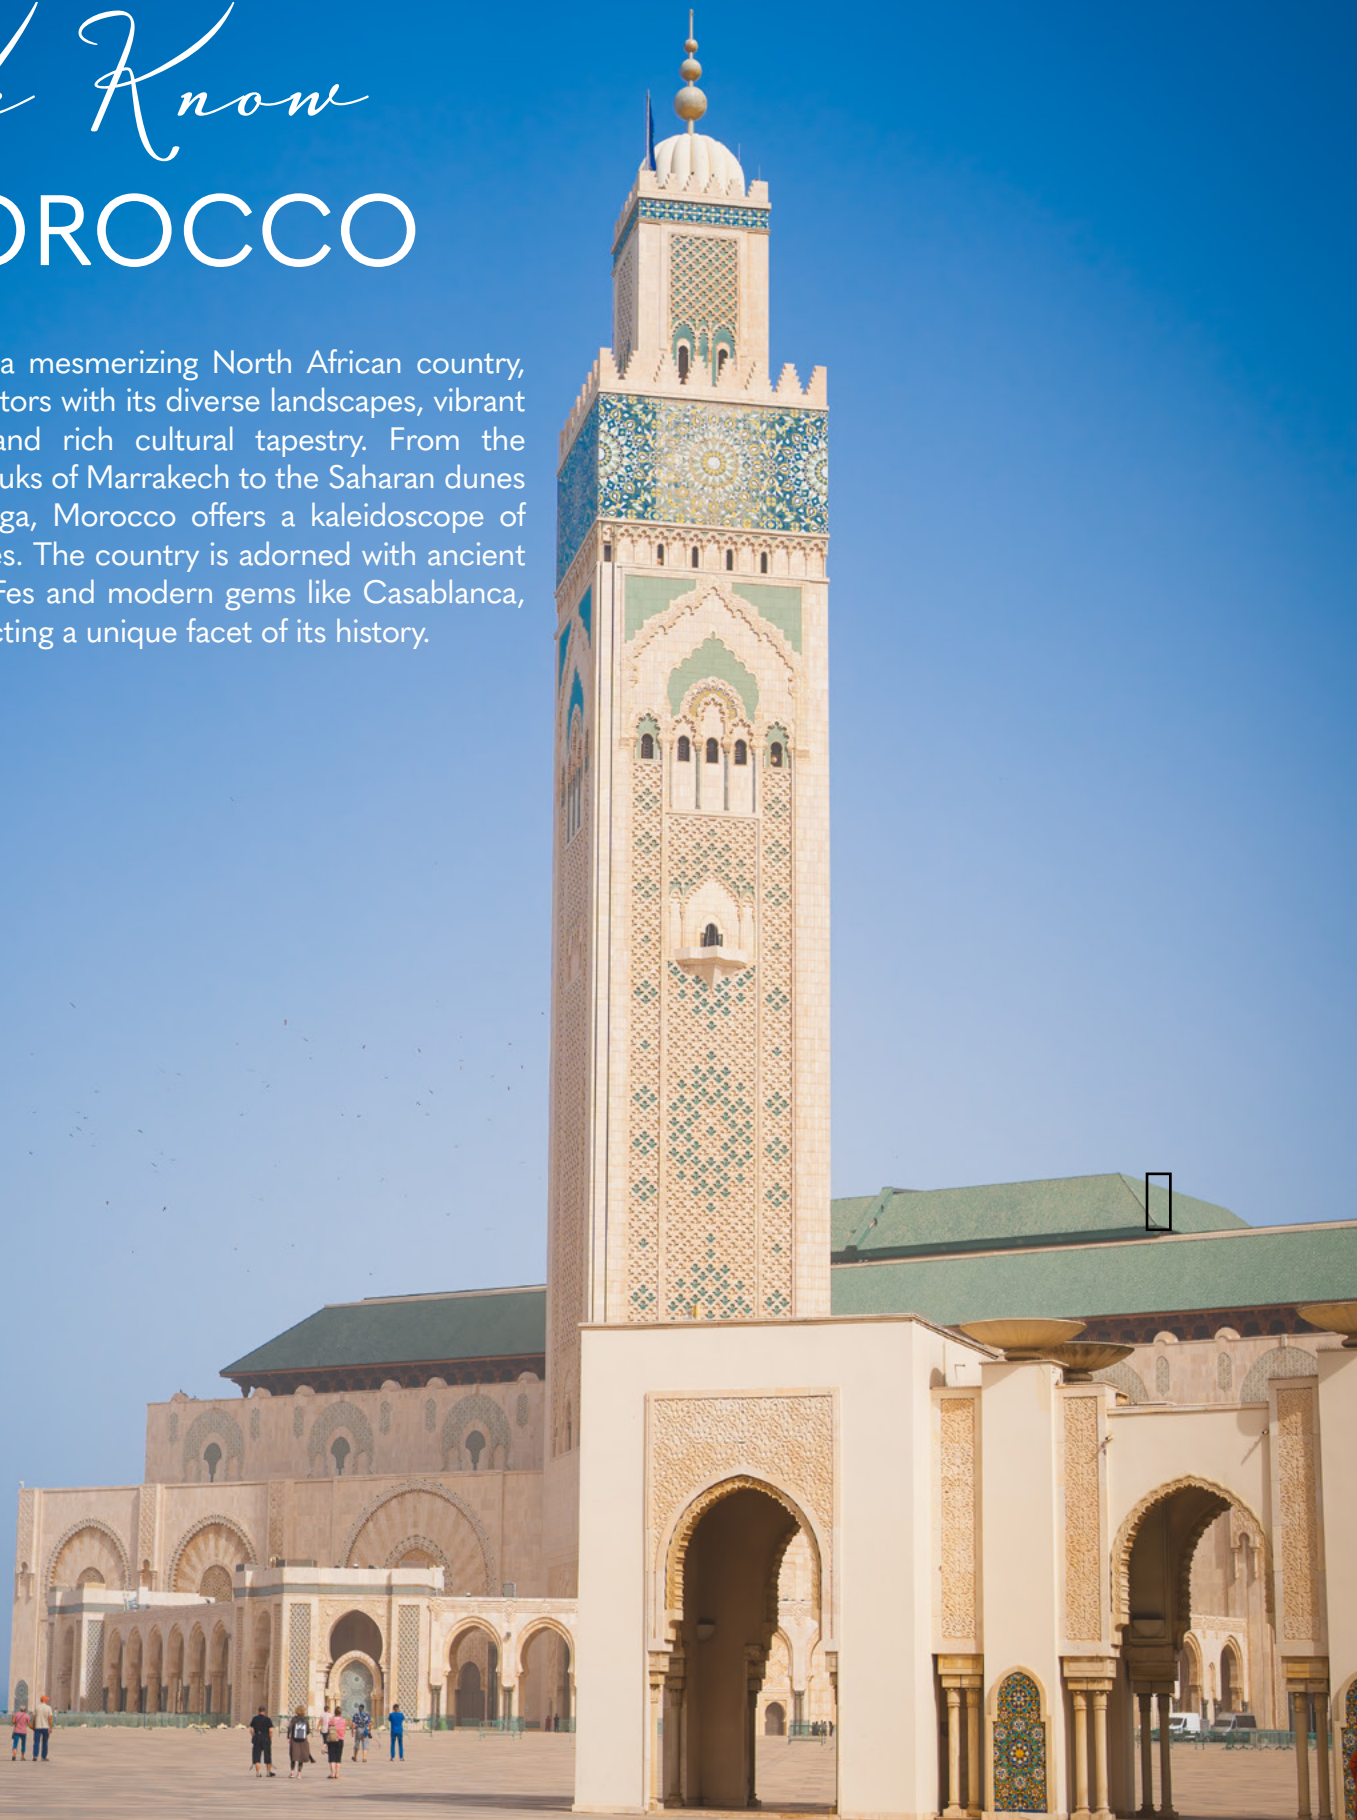 Know
OROCCO
a mesmerizing North African country,
tors with its diverse landscapes, vibrant
and rich cultural tapestry. From the
uks of Marrakech to the Saharan dunes
ga, Morocco offers a kaleidoscope of
es. The country is adorned with ancient
Fes and modern gems like Casablanca,
cting a unique facet of its history.